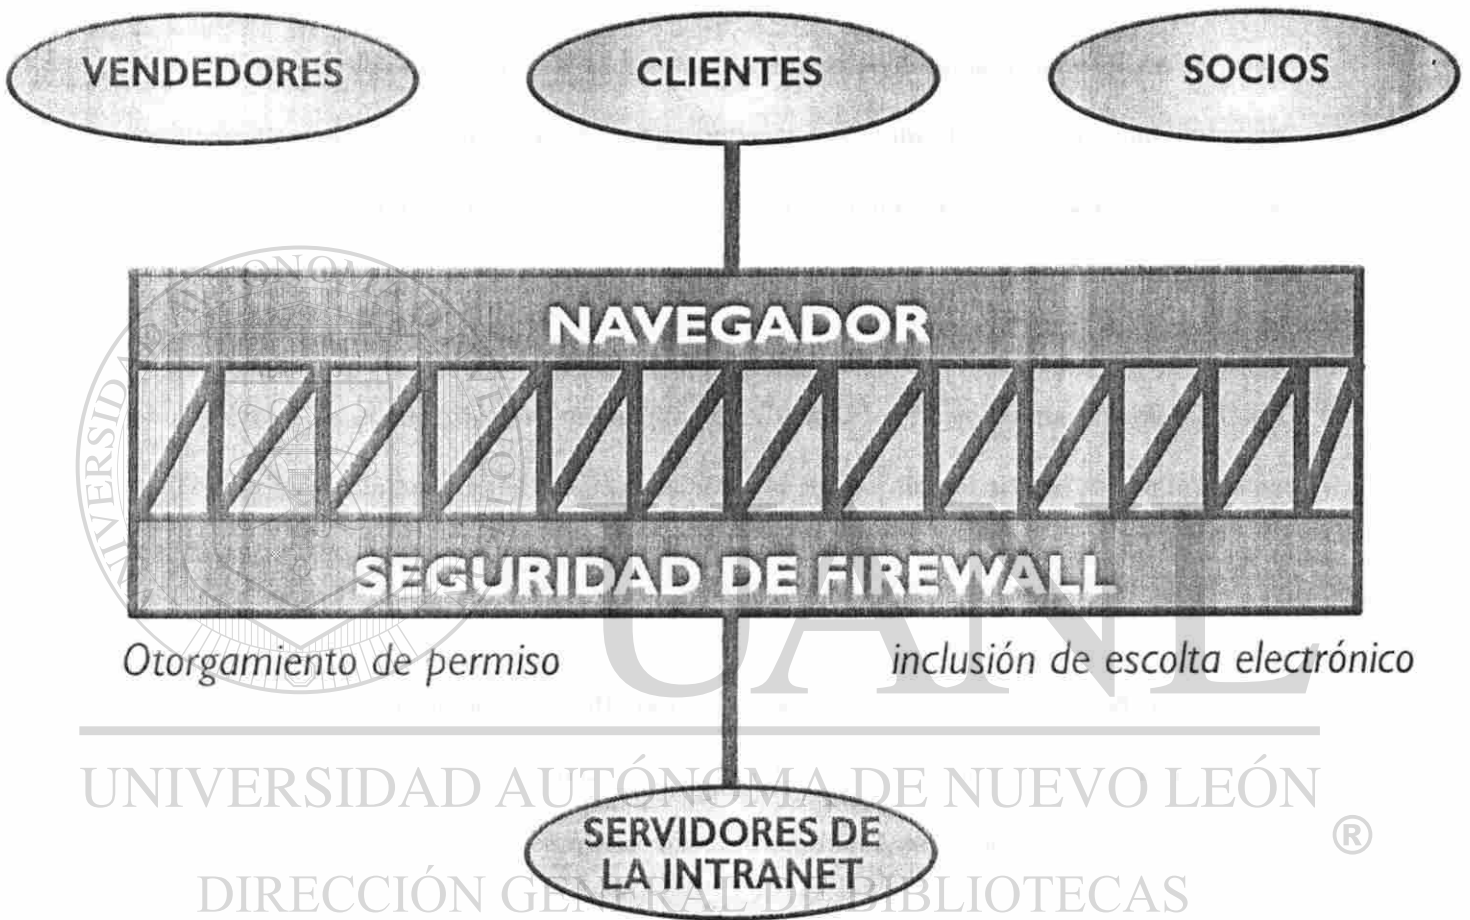 VENDEDORES
CLIENTES
SOCIOS
NAVEGADOR
SEGURIDAD DE FIREWALL
Otorgamiento de permiso
inclusión de escolta electrónico
UANL
UNIVERSIDAD AUTÓNOMA DE NUEVO LEÓN
®
SERVIDORES DE
LA INTRANET
DIRECCIÓN GENERAL DE BIBLIOTECAS